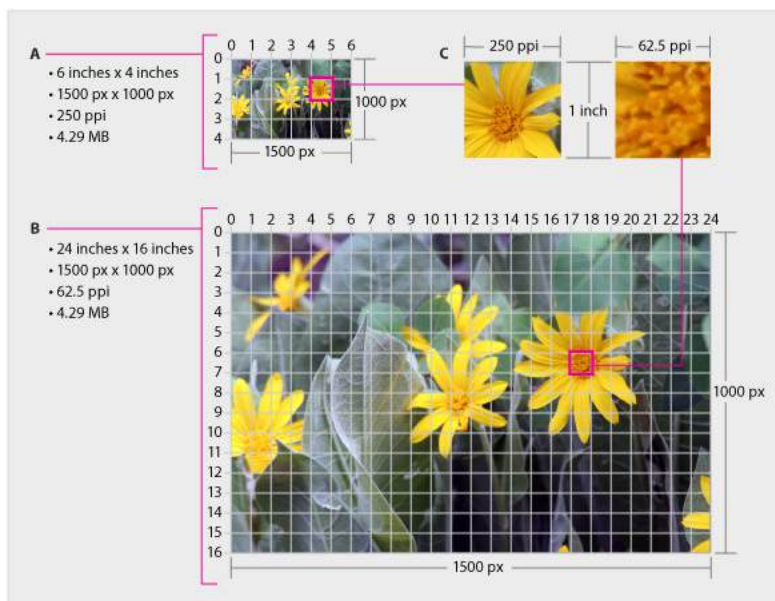 A
• 6 inches x 4 inches
• 1500 px x 1000 px
• 250 ppi
• 4.29 MB
0 1 2 3 4 5 6
0
1
2
3
4
1000 px
1500 px
C
250 ppi
62.5 ppi
1 inch
B
• 24 inches x 16 inches
• 1500 px x 1000 px
• 62.5 ppi
• 4.29 MB
0 1 2 3 4 5 6 7 8 9 10 11 12 13 14 15 16 17 18 19 20 21 22 23 24
0
1
2
3
4
5
6
7
8
9
10
11
12
13
14
15
16
1000 px
1500 px